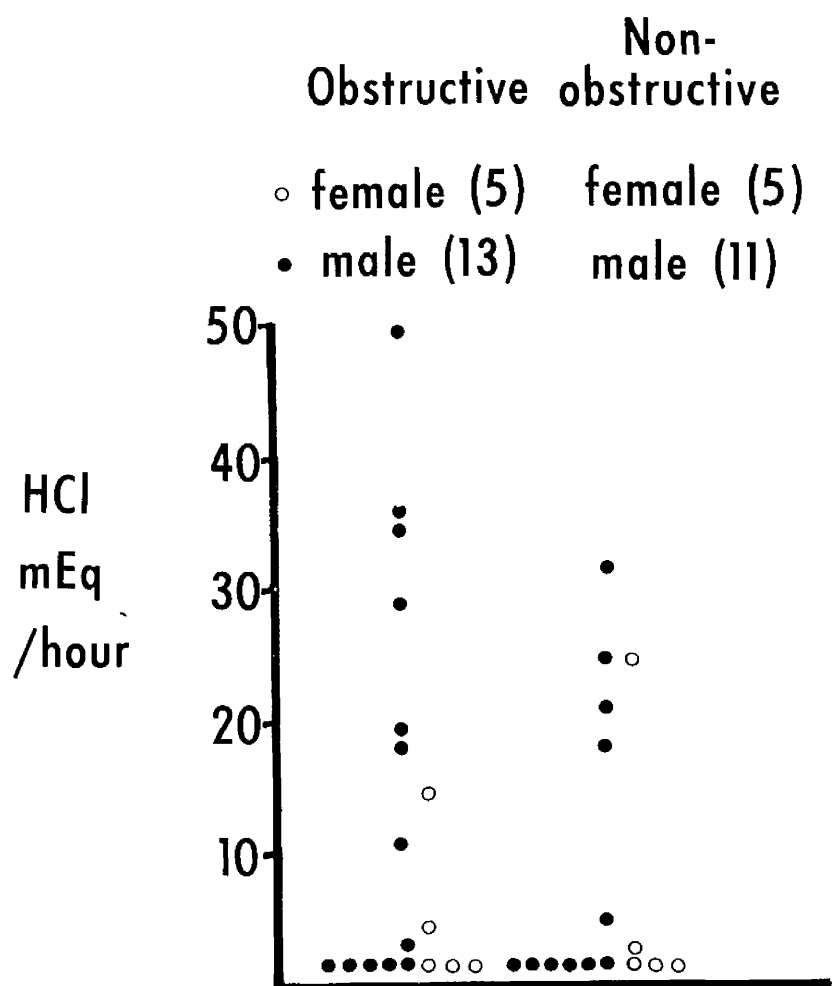 Obstructive
Non-
obstructive
female (5)
female (5)
male (13)
male (11)
50
40
HCl
mEq
/hour
30
20
10